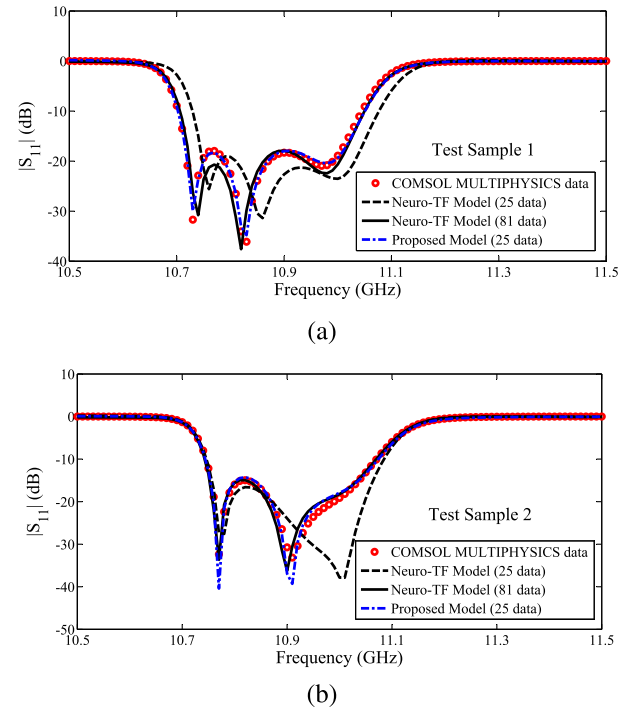 10
0
-10
-20
-30
-40
|S11| (dB)
Test Sample 1
COMSOL MULTIPHYSICS data
Neuro-TF Model (25 data)
Neuro-TF Model (81 data)
Proposed Model (25 data)
10.5 10.7 10.9 11.1 11.3 11.5
Frequency (GHz)
(a)
10
0
-10
-20
-30
-40
-50
|S11| (dB)
Test Sample 2
COMSOL MULTIPHYSICS data
Neuro-TF Model (25 data)
Neuro-TF Model (81 data)
Proposed Model (25 data)
10.5 10.7 10.9 11.1 11.3 11.5
Frequency (GHz)
(b)